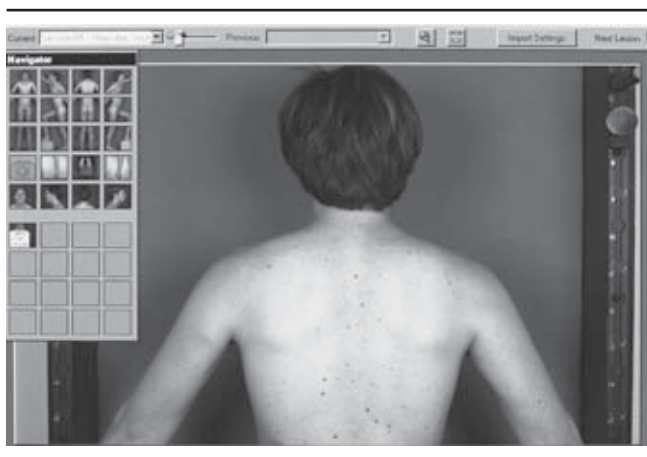 Current
Previous
Import Settings
Next Lesion
Navigator